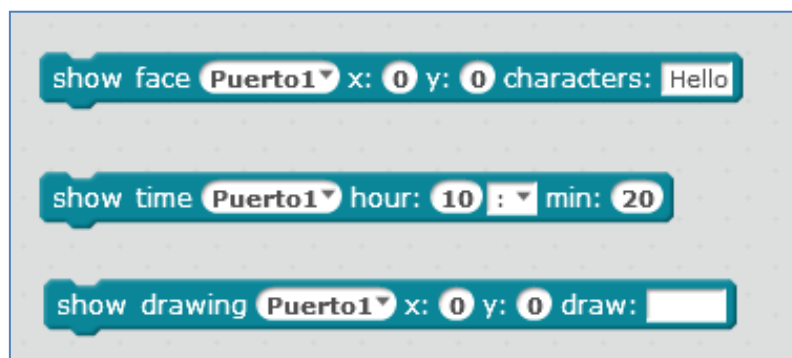 show face Puerto1 x: 0 y: 0 characters: Hello
show time Puerto1 hour: 10 : min: 20
show drawing Puerto1 x: 0 y: 0 draw: